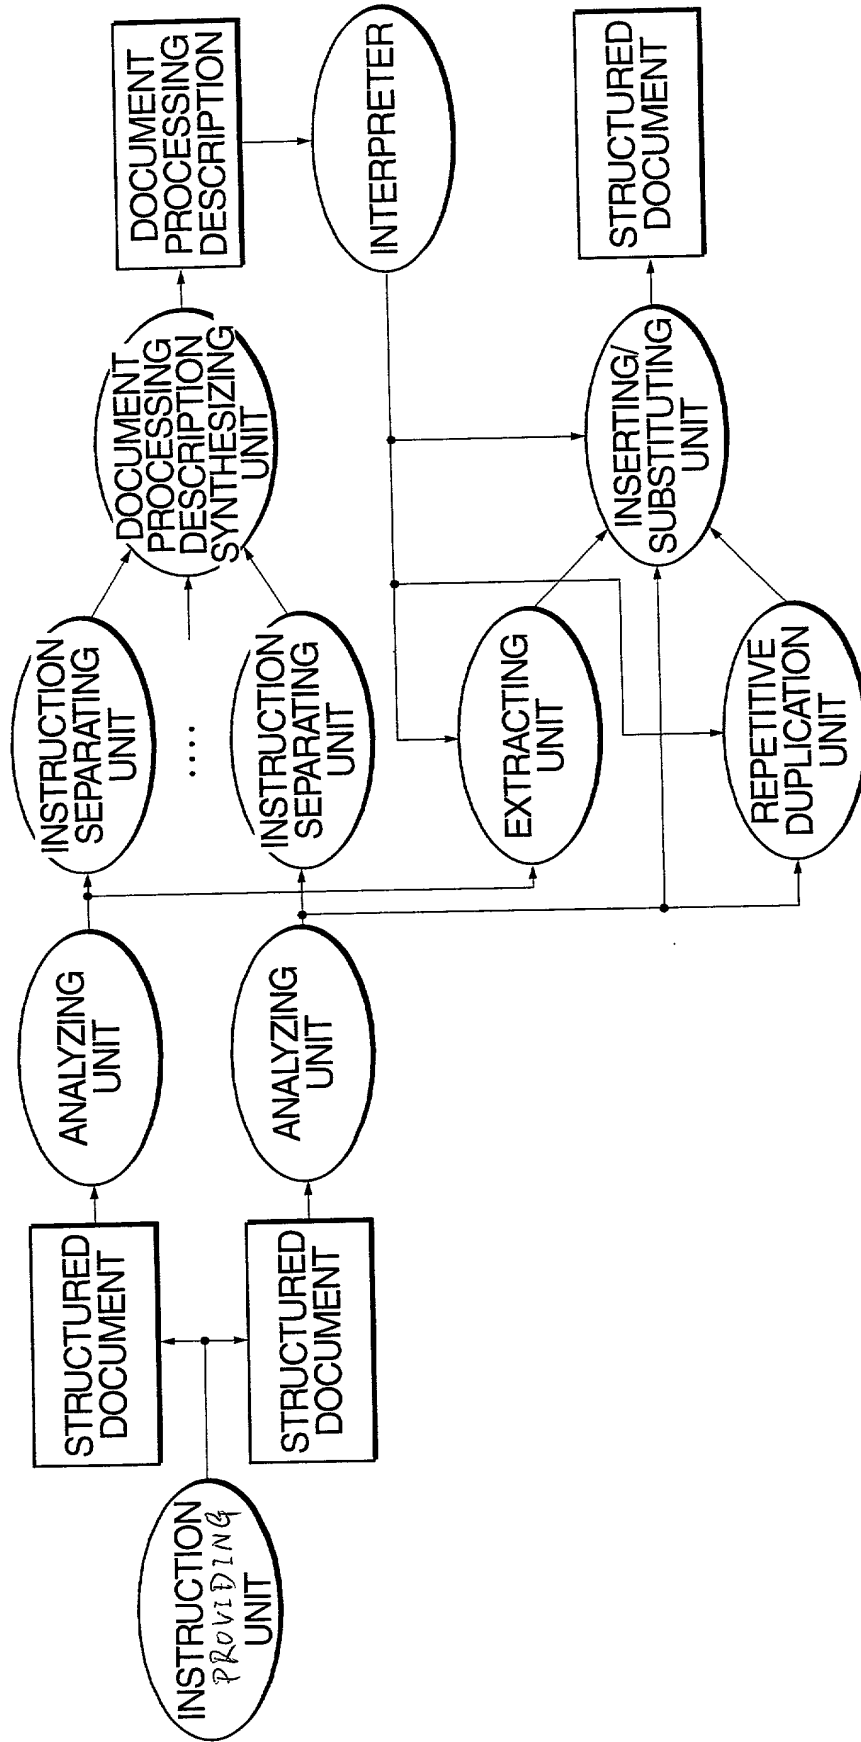 INSTRUCTION
PROVIDING
UNIT
STRUCTURED
DOCUMENT
STRUCTURED
DOCUMENT
ANALYZING
UNIT
ANALYZING
UNIT
INSTRUCTION
SEPARATING
UNIT
....
INSTRUCTION
SEPARATING
UNIT
DOCUMENT
PROCESSING
DESCRIPTION
SYNTHESIZING
UNIT
DOCUMENT
PROCESSING
DESCRIPTION
INTERPRETER
EXTRACTING
UNIT
REPETITIVE
DUPLICATION
UNIT
INSERTING/
SUBSTITUTING
UNIT
STRUCTURED
DOCUMENT